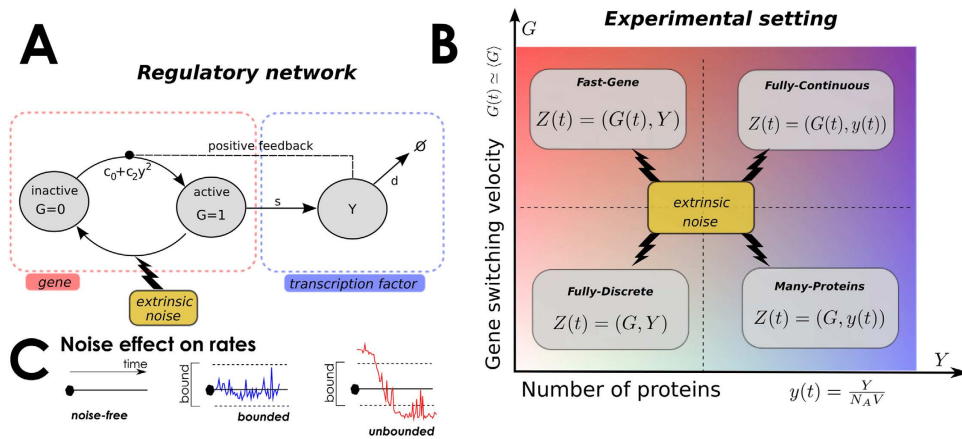 A
Regulatory network
positive feedback
c₀+c₂y²
inactive
G=0
active
G=1
s
Y
d
Ø
gene
transcription factor
extrinsic
noise
B
Experimental setting
G
G(t) ≃ ⟨G⟩
Gene switching velocity
Fast-Gene
Z(t) = (G(t), Y)
Fully-Continuous
Z(t) = (G(t), y(t))
extrinsic
noise
Fully-Discrete
Z(t) = (G, Y)
Many-Proteins
Z(t) = (G, y(t))
Y
Number of proteins
y(t) = Y/(N_A V)
C
Noise effect on rates
time
noise-free
bound
bounded
bound
unbounded